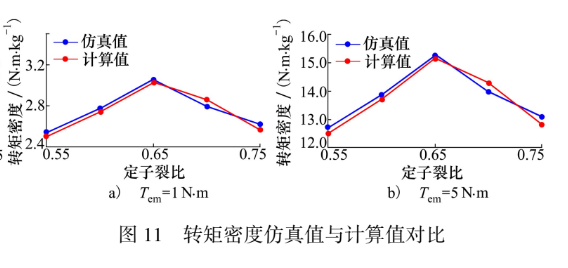 转矩密度 / (N·m·kg⁻¹)
3.2
2.8
2.4
仿真值
计算值
0.55 0.65 0.75
定子裂比
a) Tem=1 N·m
转矩密度 / (N·m·kg⁻¹)
16.0
15.0
14.0
13.0
12.0
仿真值
计算值
0.55 0.65 0.75
定子裂比
b) Tem=5 N·m
图 11 转矩密度仿真值与计算值对比